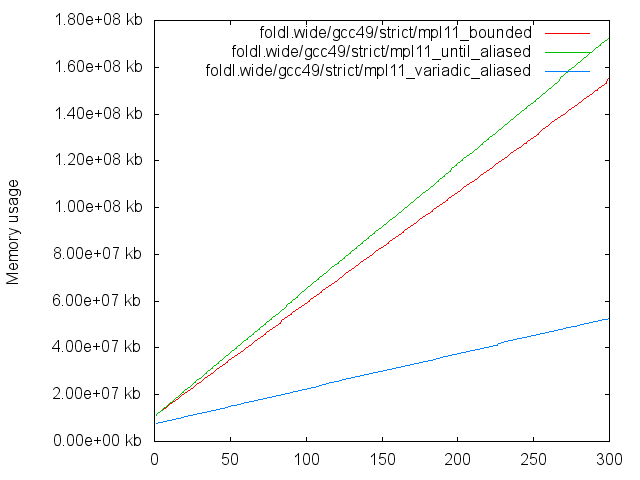 1.80e+08 kb
foldl.wide/gcc49/strict/mpl11_bounded
foldl.wide/gcc49/strict/mpl11_until_aliased
1.60e+08 kb
foldl.wide/gcc49/strict/mpl11_variadic_aliased
1.40e+08 kb
1.20e+08 kb
1.00e+08 kb
Memory usage
8.00e+07 kb
6.00e+07 kb
4.00e+07 kb
2.00e+07 kb
0.00e+00 kb
0 50 100 150 200 250 300